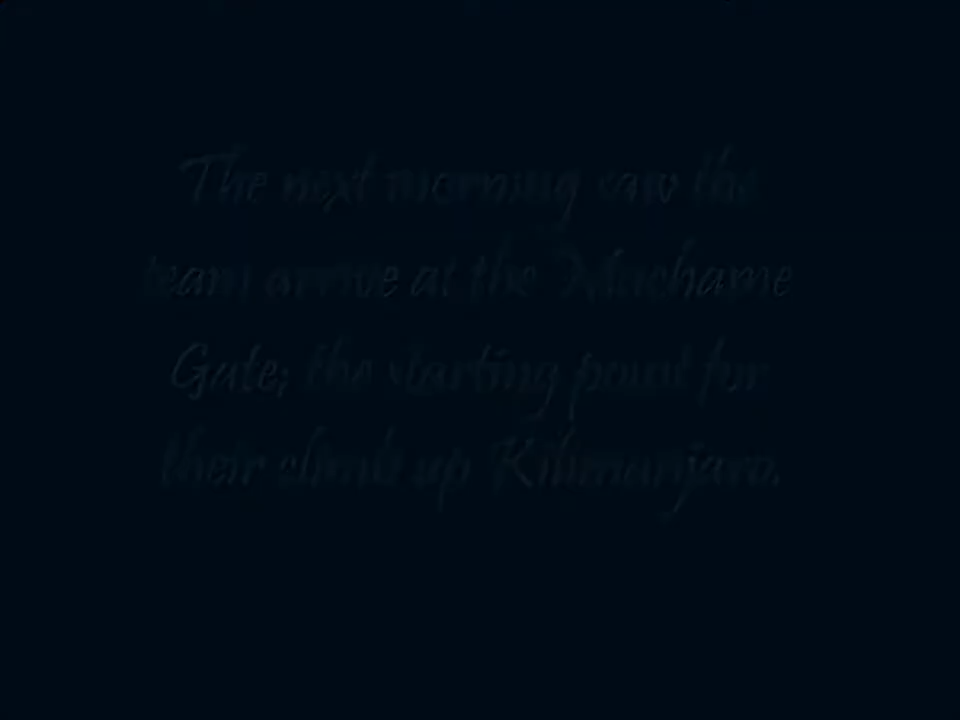 The next morning saw the
team arrive at the Machame
Gate; the starting point for
their climb up Kilimanjaro.